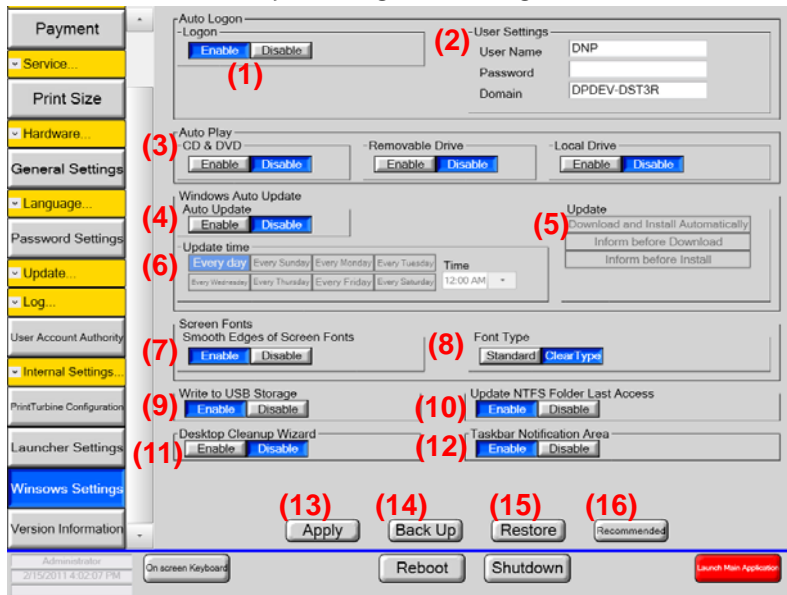 Payment
Service...
Print Size
Hardware...
General Settings
Language...
Password Settings
Update...
Log...
User Account Authority
Internal Settings...
PrintTurbine Configuration
Launcher Settings
Winsows Settings
Version Information
Auto Logon
Logon
Enable Disable
(1)
(2)
User Settings
User Name DNP
Password
Domain DPDEV-DST3R
Auto Play
(3)
CD & DVD
Enable Disable
Removable Drive
Enable Disable
Local Drive
Enable Disable
Windows Auto Update
(4)
Auto Update
Enable Disable
(5)
Update
Download and Install Automatically
Inform before Download
Inform before Install
(6)
Update time
Every day Every Sunday Every Monday Every Tuesday
Every Wednesday Every Thursday Every Friday Every Saturday
Time
12:00 AM
Screen Fonts
(7)
Smooth Edges of Screen Fonts
Enable Disable
(8)
Font Type
Standard ClearType
(9)
Write to USB Storage
Enable Disable
(10)
Update NTFS Folder Last Access
Enable Disable
(11)
Desktop Cleanup Wizard
Enable Disable
(12)
Taskbar Notification Area
Enable Disable
(13) (14) (15) (16)
Apply Back Up Restore Recommended
Administrator
2/15/2011 4:02:07 PM
On screen Keyboard
Reboot Shutdown
Launch Main Application